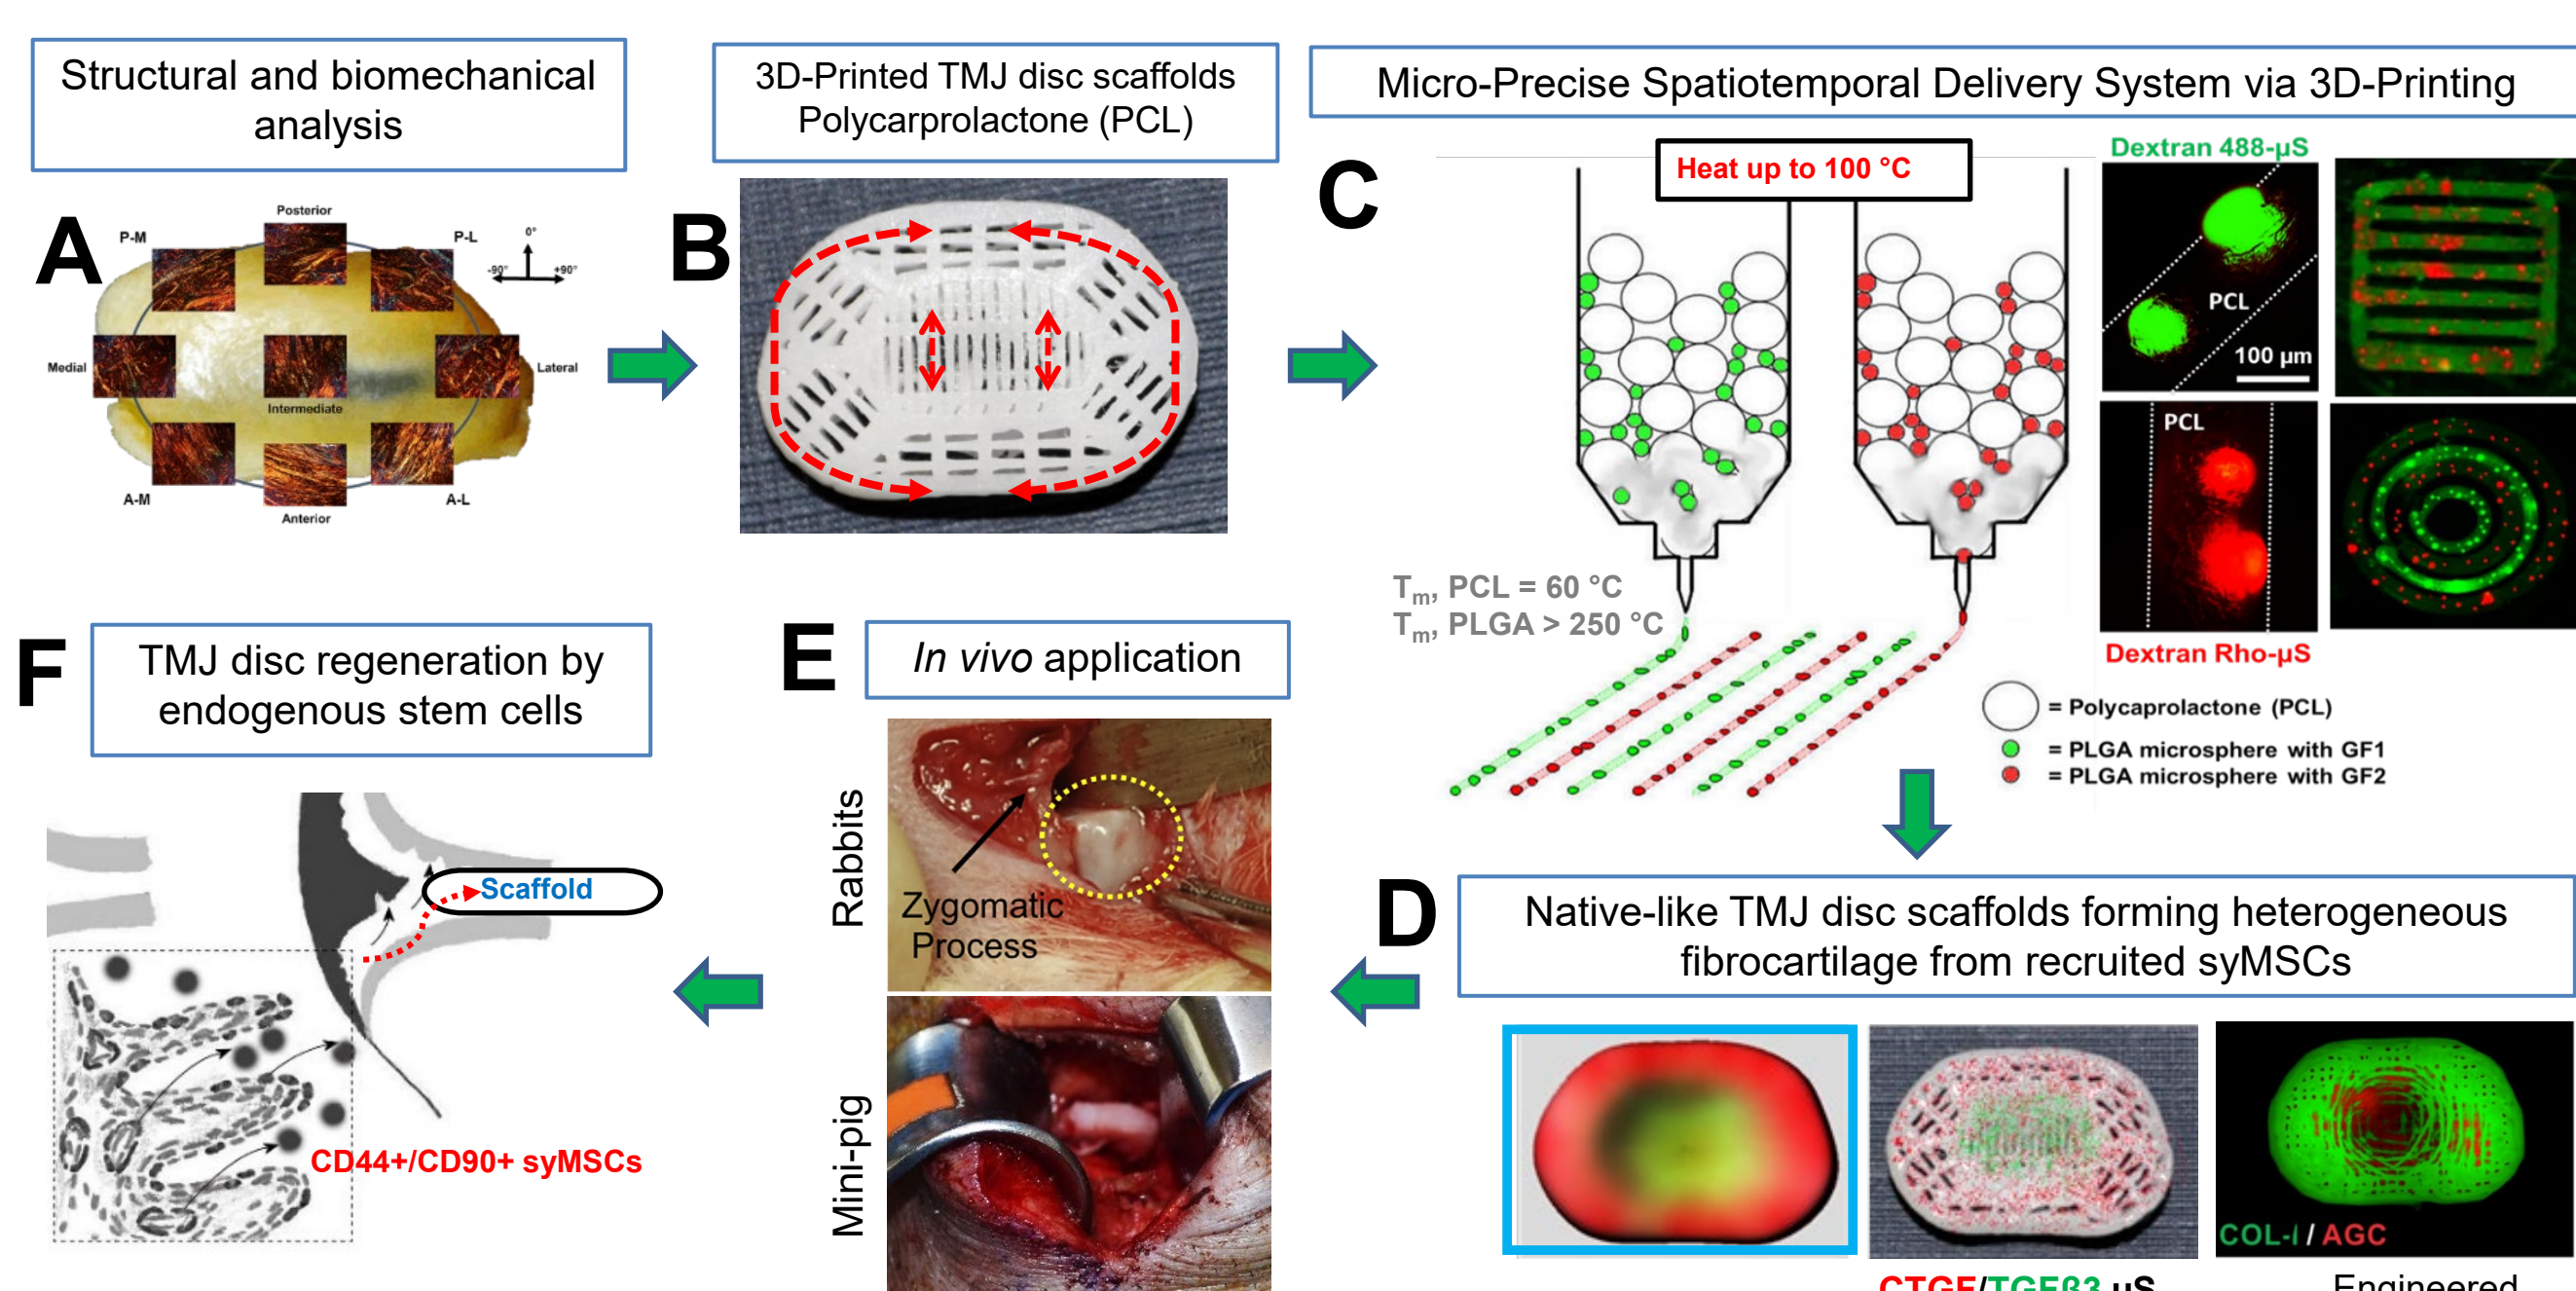 Structural and biomechanical
analysis
3D-Printed TMJ disc scaffolds
Polycarprolactone (PCL)
Micro-Precise Spatiotemporal Delivery System via 3D-Printing
A
Posterior
P-M
P-L
0°
-90°
+90°
Medial
Lateral
Intermediate
A-M
A-L
Anterior
B
C
Heat up to 100 °C
Tm, PCL = 60 °C
Tm, PLGA > 250 °C
Dextran 488-µS
PCL
100 µm
PCL
Dextran Rho-µS
= Polycaprolactone (PCL)
= PLGA microsphere with GF1
= PLGA microsphere with GF2
F
TMJ disc regeneration by
endogenous stem cells
Scaffold
CD44+/CD90+ syMSCs
E
In vivo application
Rabbits
Zygomatic
Process
Mini-pig
D
Native-like TMJ disc scaffolds forming heterogeneous
fibrocartilage from recruited syMSCs
COL-I / AGC
CTGF/TGFβ3 µS
Engineered